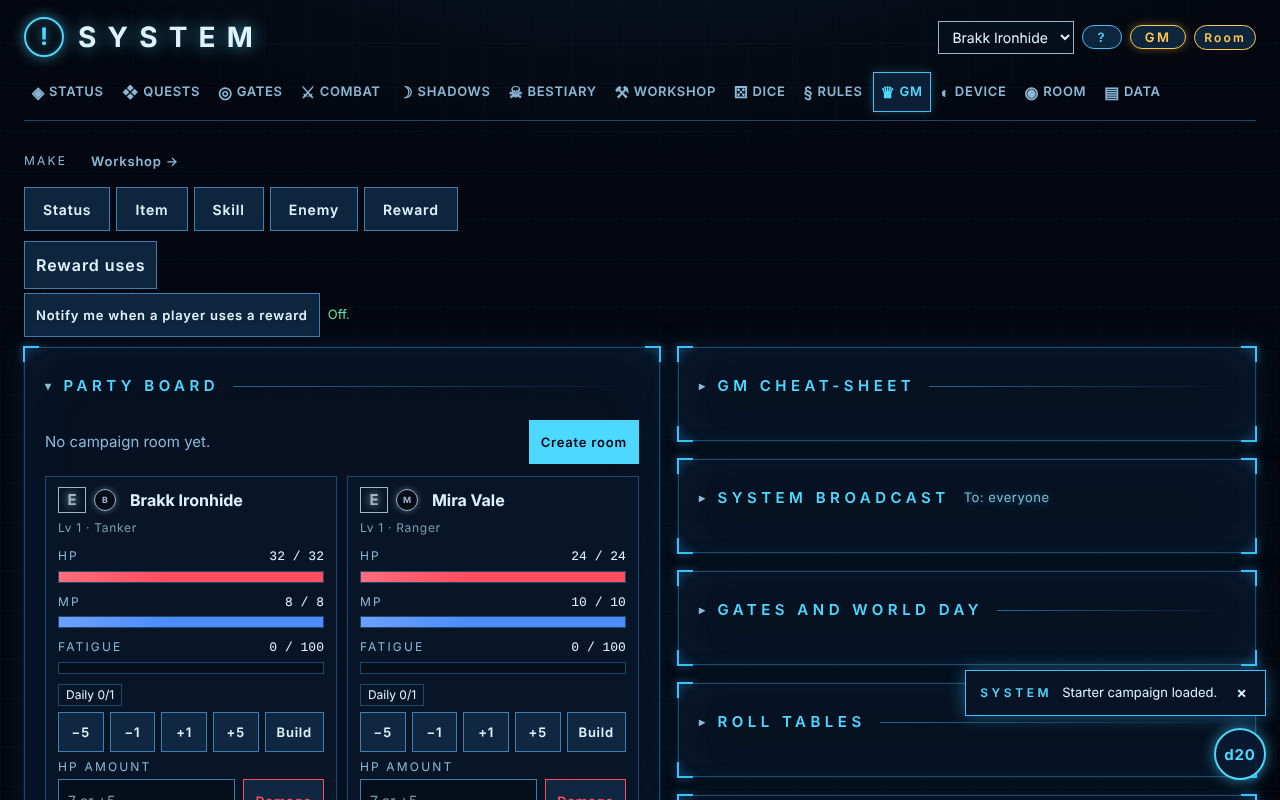 ! SYSTEM
Brakk Ironhide ? GM Room
STATUS QUESTS GATES COMBAT SHADOWS BESTIARY WORKSHOP DICE § RULES GM DEVICE ROOM DATA
MAKE Workshop →
Status Item Skill Enemy Reward
Reward uses
Notify me when a player uses a reward Off.
PARTY BOARD
No campaign room yet. Create room
E B Brakk Ironhide
Lv 1 · Tanker
HP 32 / 32
MP 8 / 8
FATIGUE 0 / 100
Daily 0/1
−5 −1 +1 +5 Build
HP AMOUNT
E M Mira Vale
Lv 1 · Ranger
HP 24 / 24
MP 10 / 10
FATIGUE 0 / 100
Daily 0/1
−5 −1 +1 +5 Build
HP AMOUNT
GM CHEAT-SHEET
SYSTEM BROADCAST To: everyone
GATES AND WORLD DAY
ROLL TABLES
SYSTEM Starter campaign loaded. ×
d20